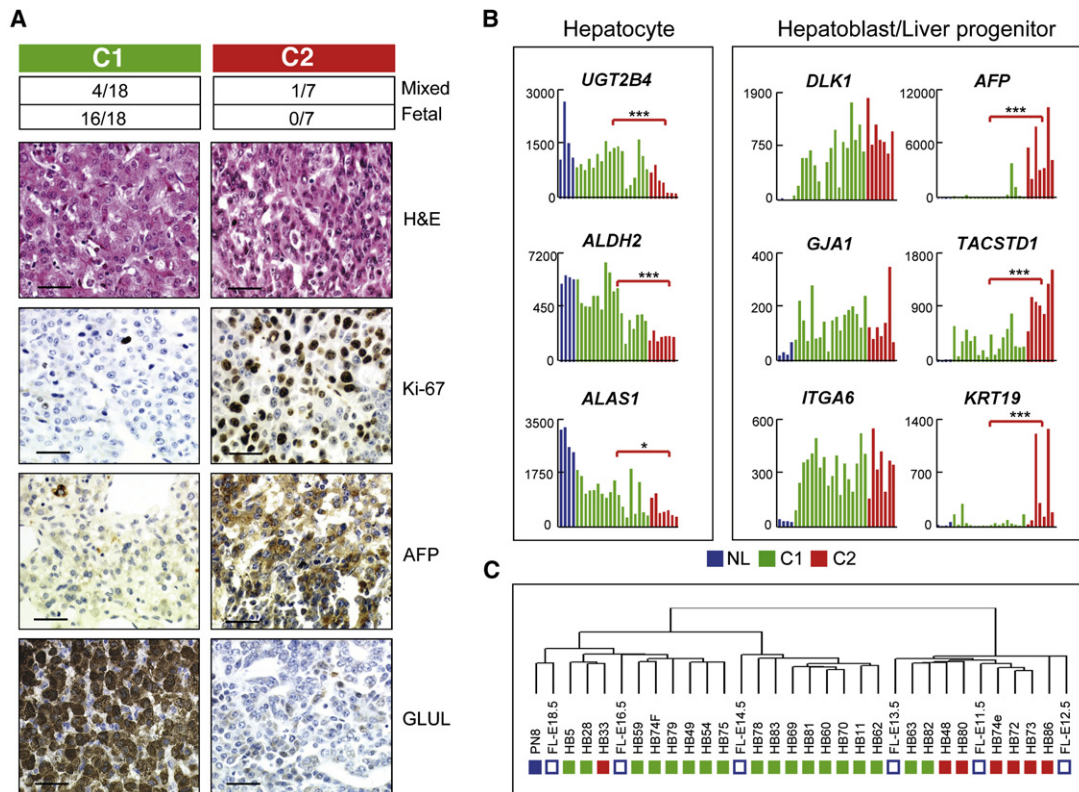 A
C1 C2
4/18 1/7 Mixed
16/18 0/7 Fetal
H&E
Ki-67
AFP
GLUL
B
Hepatocyte
Hepatoblast/Liver progenitor
UGT2B4
3000
1500
0
***
ALDH2
7200
450
0
***
ALAS1
3500
1750
0
*
DLK1
1900
750
0
AFP
12000
6000
0
***
GJA1
400
200
0
TACSTD1
1800
900
0
***
ITGA6
600
300
0
KRT19
1400
700
0
***
NL C1 C2
C
PN8
FL-E18.5
HB5
HB28
HB33
FL-E16.5
HB59
HB74F
HB79
HB49
HB54
HB75
FL-E14.5
HB78
HB83
HB69
HB81
HB60
HB70
HB11
HB62
FL-E13.5
HB63
HB82
HB48
HB80
FL-E11.5
HB74e
HB72
HB73
HB86
FL-E12.5